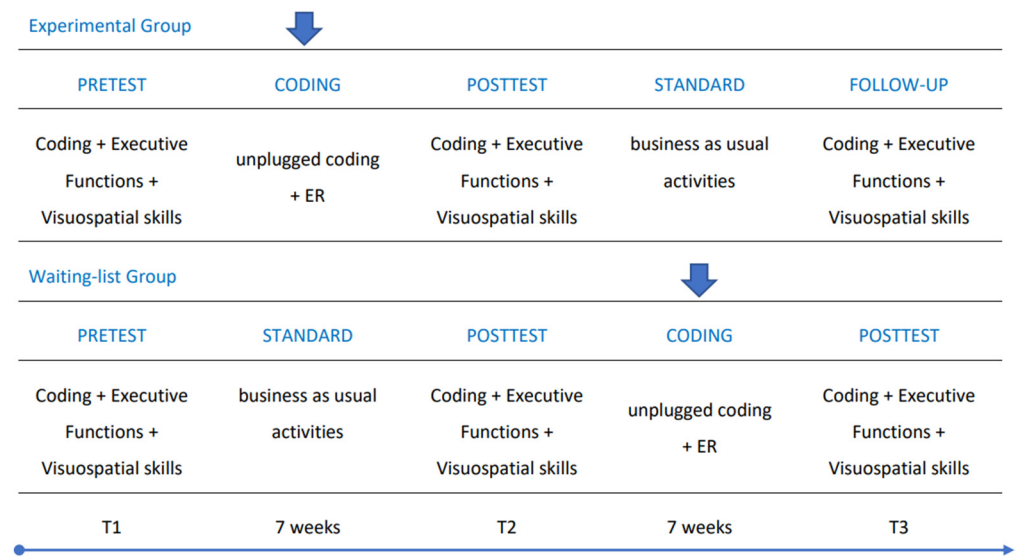 Experimental Group
PRETEST CODING POSTTEST STANDARD FOLLOW-UP
Coding + Executive
Functions +
Visuospatial skills
unplugged coding
+ ER
Coding + Executive
Functions +
Visuospatial skills
business as usual
activities
Coding + Executive
Functions +
Visuospatial skills
Waiting-list Group
PRETEST STANDARD POSTTEST CODING POSTTEST
Coding + Executive
Functions +
Visuospatial skills
business as usual
activities
Coding + Executive
Functions +
Visuospatial skills
unplugged coding
+ ER
Coding + Executive
Functions +
Visuospatial skills
T1 7 weeks T2 7 weeks T3